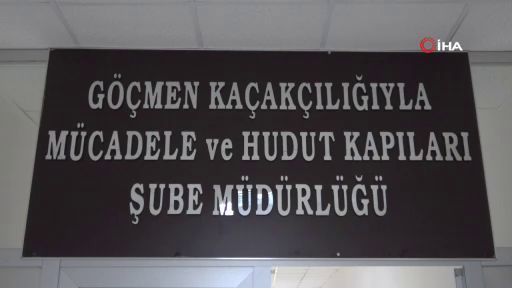 İHA
GÖÇMEN KAÇAKÇILIĞIYLA
MÜCADELE ve HUDUT KAPILARI
ŞUBE MÜDÜRLÜĞÜ